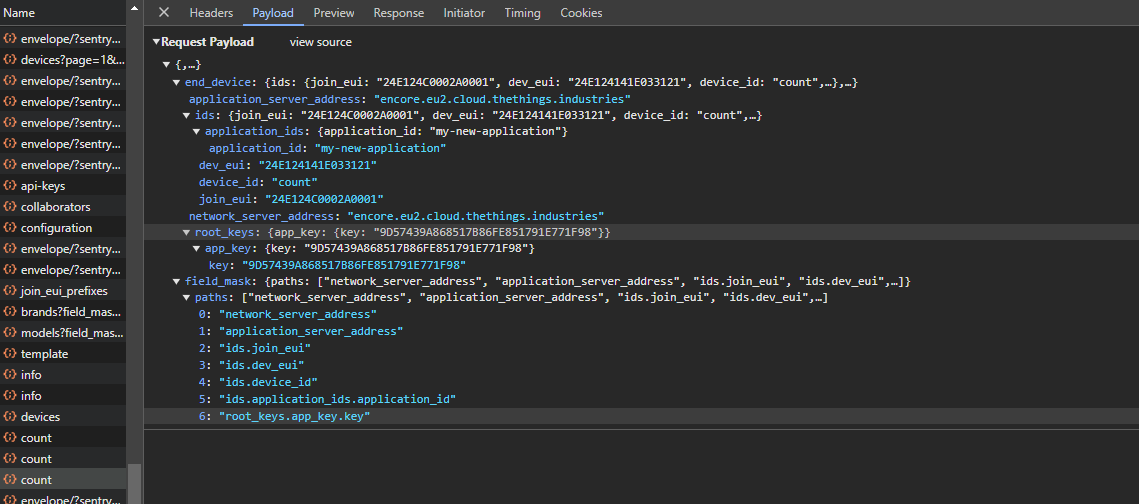 Name
envelope/?sentry...
devices?page=1&...
envelope/?sentry...
envelope/?sentry...
envelope/?sentry...
envelope/?sentry...
envelope/?sentry...
api-keys
collaborators
configuration
envelope/?sentry...
envelope/?sentry...
join_eui_prefixes
brands?field_mas...
models?field_mas...
template
info
info
devices
count
count
count
envelope/?sentry...
Headers Payload Preview Response Initiator Timing Cookies
Request Payload view source
{,…}
end_device: {ids: {join_eui: "24E124C0002A0001", dev_eui: "24E124141E033121", device_id: "count",…},…}
application_server_address: "encore.eu2.cloud.thethings.industries"
ids: {join_eui: "24E124C0002A0001", dev_eui: "24E124141E033121", device_id: "count",…}
application_ids: {application_id: "my-new-application"}
application_id: "my-new-application"
dev_eui: "24E124141E033121"
device_id: "count"
join_eui: "24E124C0002A0001"
network_server_address: "encore.eu2.cloud.thethings.industries"
root_keys: {app_key: {key: "9D57439A868517B86FE851791E771F98"}}
app_key: {key: "9D57439A868517B86FE851791E771F98"}
key: "9D57439A868517B86FE851791E771F98"
field_mask: {paths: ["network_server_address", "application_server_address", "ids.join_eui", "ids.dev_eui",…]}
paths: ["network_server_address", "application_server_address", "ids.join_eui", "ids.dev_eui",…]
0: "network_server_address"
1: "application_server_address"
2: "ids.join_eui"
3: "ids.dev_eui"
4: "ids.device_id"
5: "ids.application_ids.application_id"
6: "root_keys.app_key.key"